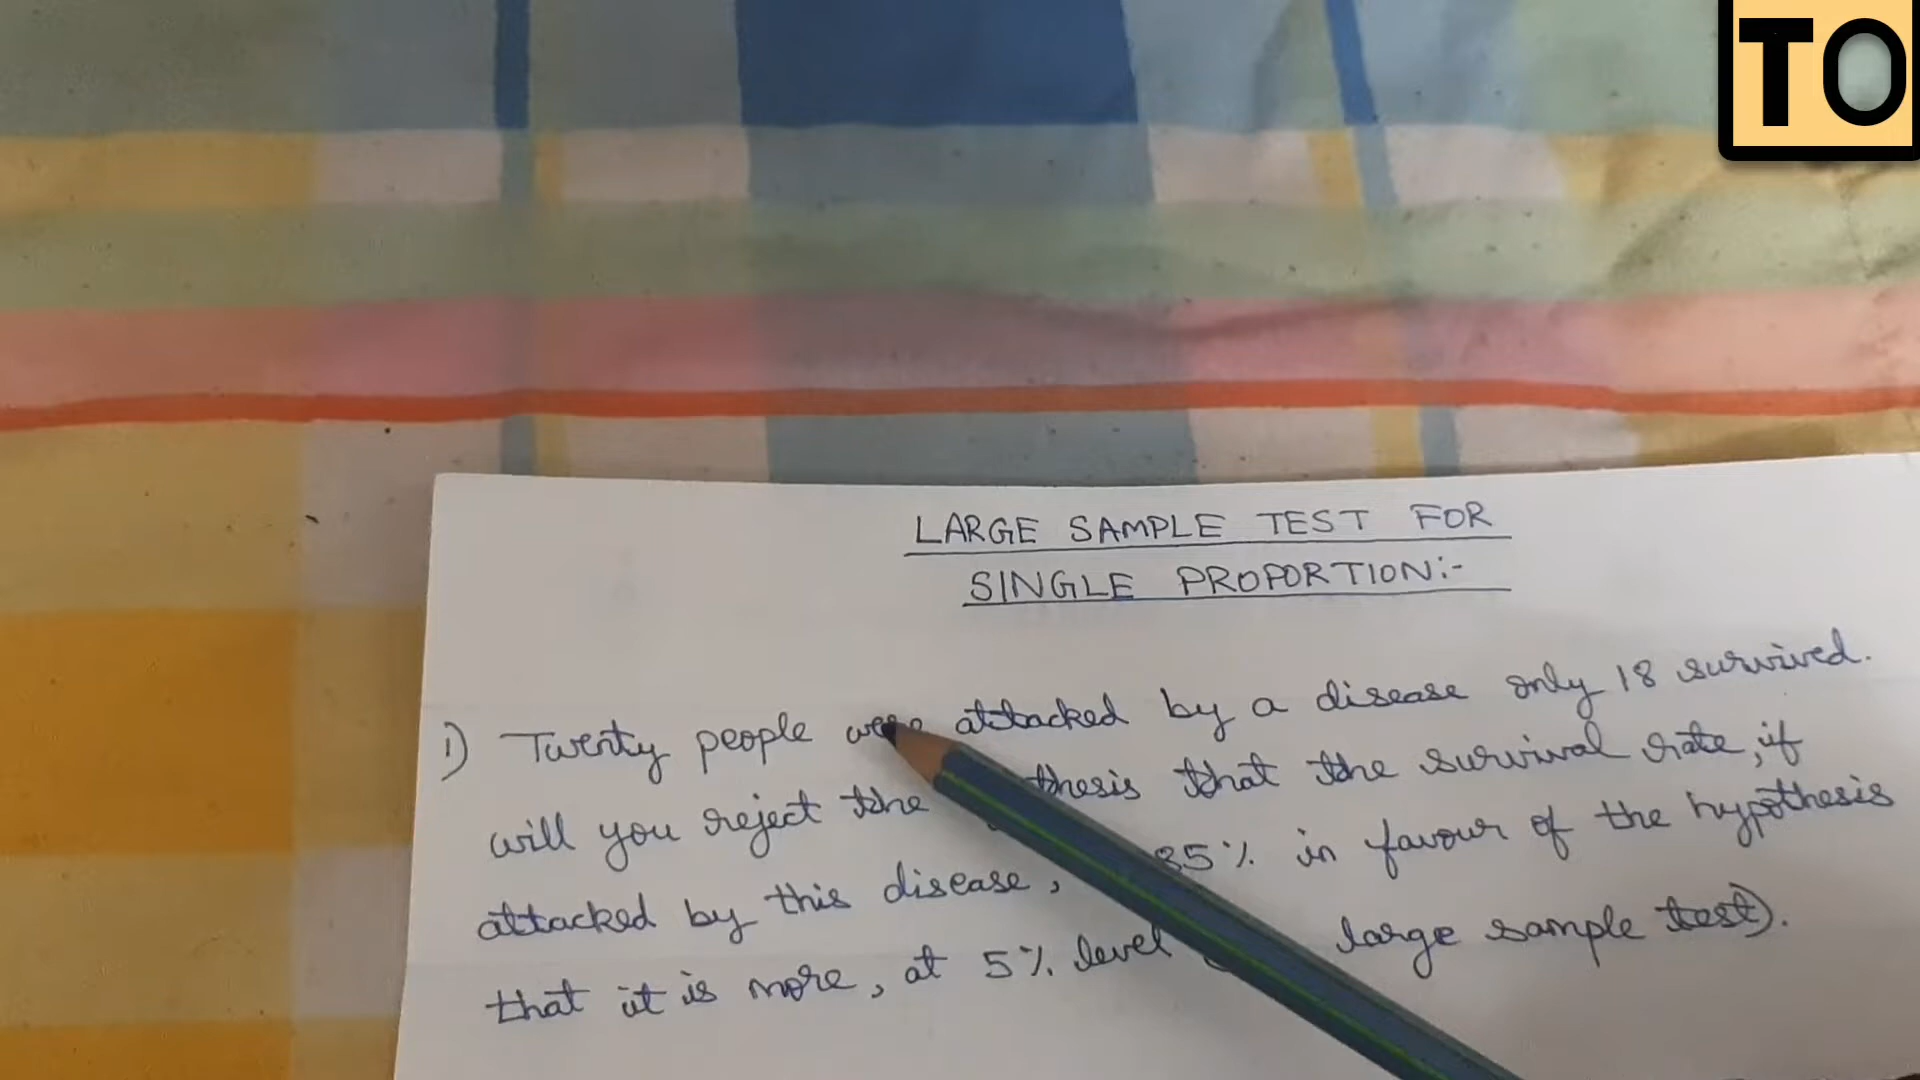 TO
LARGE SAMPLE TEST FOR
SINGLE PROPORTION:-
1) Twenty people were attacked by a disease only 18 survived.
will you reject the thesis that the survival rate, if
attacked by this disease, 85% in favour of the hypothesis
that it is more, at 5% level large sample test).